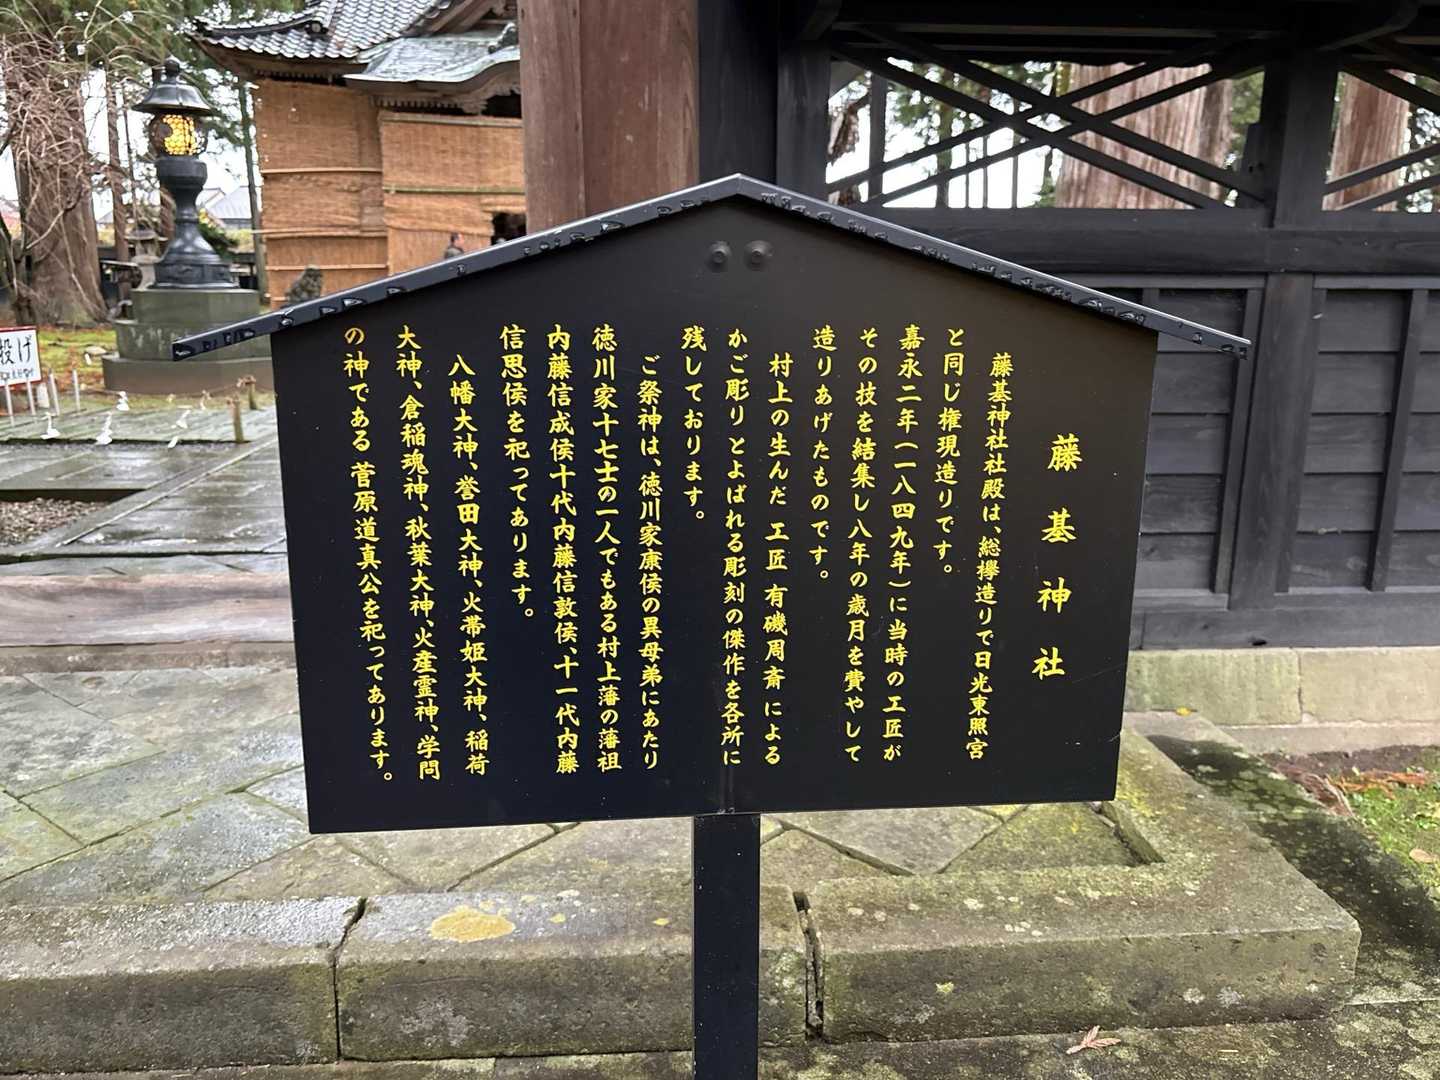 藤基神社
藤基神社社殿は、総欅造りで日光東照宮
と同じ権現造りです。
嘉永二年(一八四九年)に当時の工匠が
その技を結集し八年の歳月を費やして
造りあげたものです。
村上の生んだ工匠有磯周斎による
かご彫りとよばれる彫刻の傑作を各所に
残しております。
ご祭神は、徳川家康侯の異母弟にあたり
徳川家十七士の一人でもある村上藩の藩祖
内藤信成侯十代内藤信敦侯、十一代内藤
信思侯を祀ってあります。
八幡大神、誉田大神、火帯姫大神、稲荷
大神、倉稲魂神、秋葉大神、火産霊神、学問
の神である菅原道真公を祀ってあります。
投げ